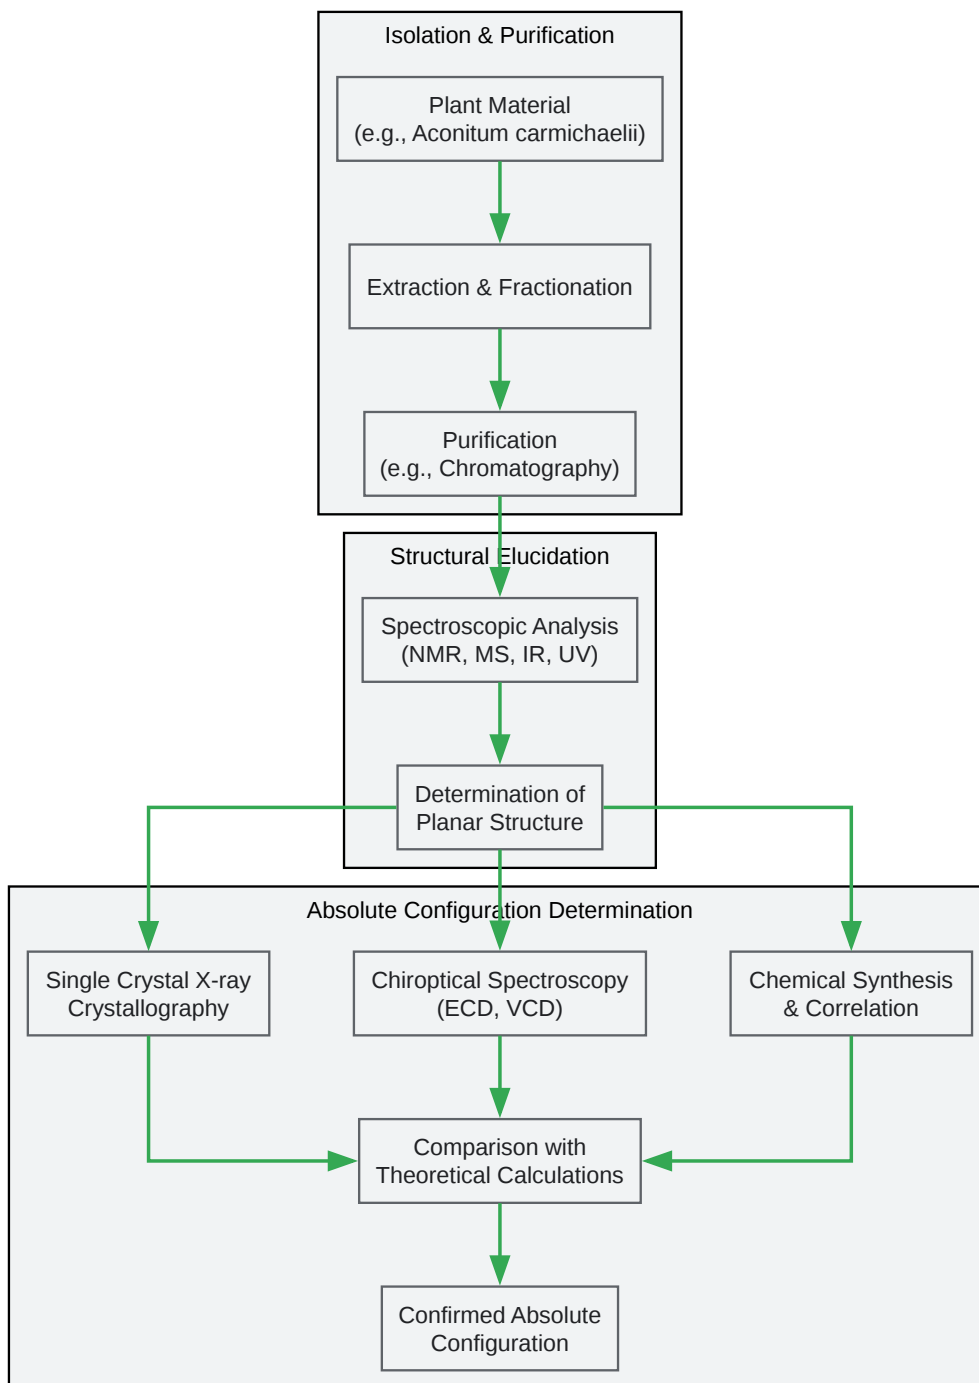 Isolation & Purification
Plant Material
(e.g., Aconitum carmichaelii)
Extraction & Fractionation
Purification
(e.g., Chromatography)
Structural Elucidation
Spectroscopic Analysis
(NMR, MS, IR, UV)
Determination of
Planar Structure
Absolute Configuration Determination
Single Crystal X-ray
Crystallography
Chiroptical Spectroscopy
(ECD, VCD)
Chemical Synthesis
& Correlation
Comparison with
Theoretical Calculations
Confirmed Absolute
Configuration